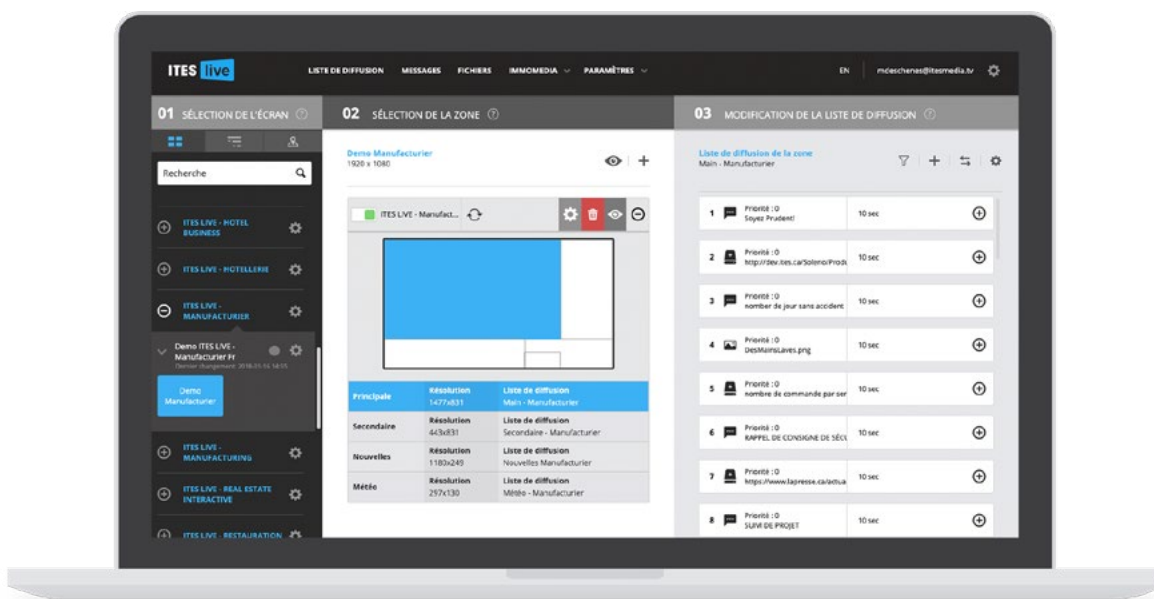 ITES live
LISTE DE DIFFUSION MESSAGES FICHIERS IMMOMEDIA PARAMÈTRES
EN mdeschenes@itesmedia.tv
01 SÉLECTION DE L'ÉCRAN
Recherche
ITES LIVE - HOTEL
BUSINESS
ITES LIVE - HOTELLERIE
ITES LIVE -
MANUFACTURIER
Demo ITES LIVE -
Manufacturier Fr
Dernier changement
Demo
Manufacturier
ITES LIVE -
MANUFACTURING
ITES LIVE - REAL ESTATE
INTERACTIVE
ITES LIVE - RESTAURATION
02 SÉLECTION DE LA ZONE
Demo Manufacturier
1920 x 1080
ITES LIVE - Manufact...
Principale Résolution Liste de diffusion
1477x831 Main - Manufacturier
Secondaire Résolution Liste de diffusion
443x831 Secondaire - Manufacturier
Nouvelles Résolution Liste de diffusion
1180x249 Nouvelles Manufacturier
Météo Résolution Liste de diffusion
297x130 Météo - Manufacturier
03 MODIFICATION DE LA LISTE DE DIFFUSION
Liste de diffusion de la zone
Main - Manufacturier
1 Priorité : 0 10 sec
Soyez Prudent!
2 Priorité : 0 10 sec
http://dev.ites.ca/Soleno/Produ
3 Priorité : 0 10 sec
nomber de jour sans accident
4 Priorité : 0 10 sec
DesMainsLaves.png
5 Priorité : 0 10 sec
nombre de commande par ser
6 Priorité : 0 10 sec
RAPPEL DE CONSIGNE DE SÉCU
7 Priorité : 0 10 sec
https://www.lapresse.ca/actua
8 Priorité : 0 10 sec
SUIVI DE PROJET